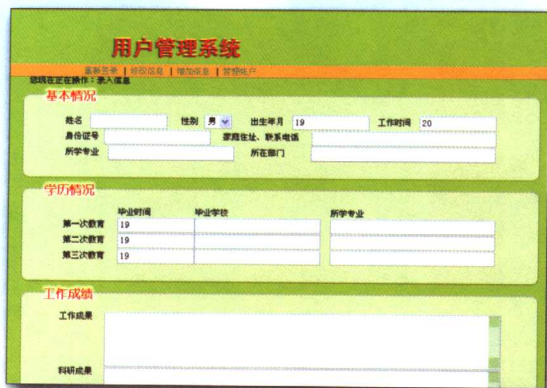 用户管理系统
重新登录 | 修改信息 | 增加信息 | 管理账户
您现在正在操作:录入信息
基本情况
姓名 性别 男 出生年月 19 工作时间 20
身份证号 家庭住址、联系电话
所学专业 所在部门
学历情况
毕业时间 毕业学校 所学专业
第一次教育 19
第二次教育 19
第三次教育 19
工作成绩
工作成果
科研成果